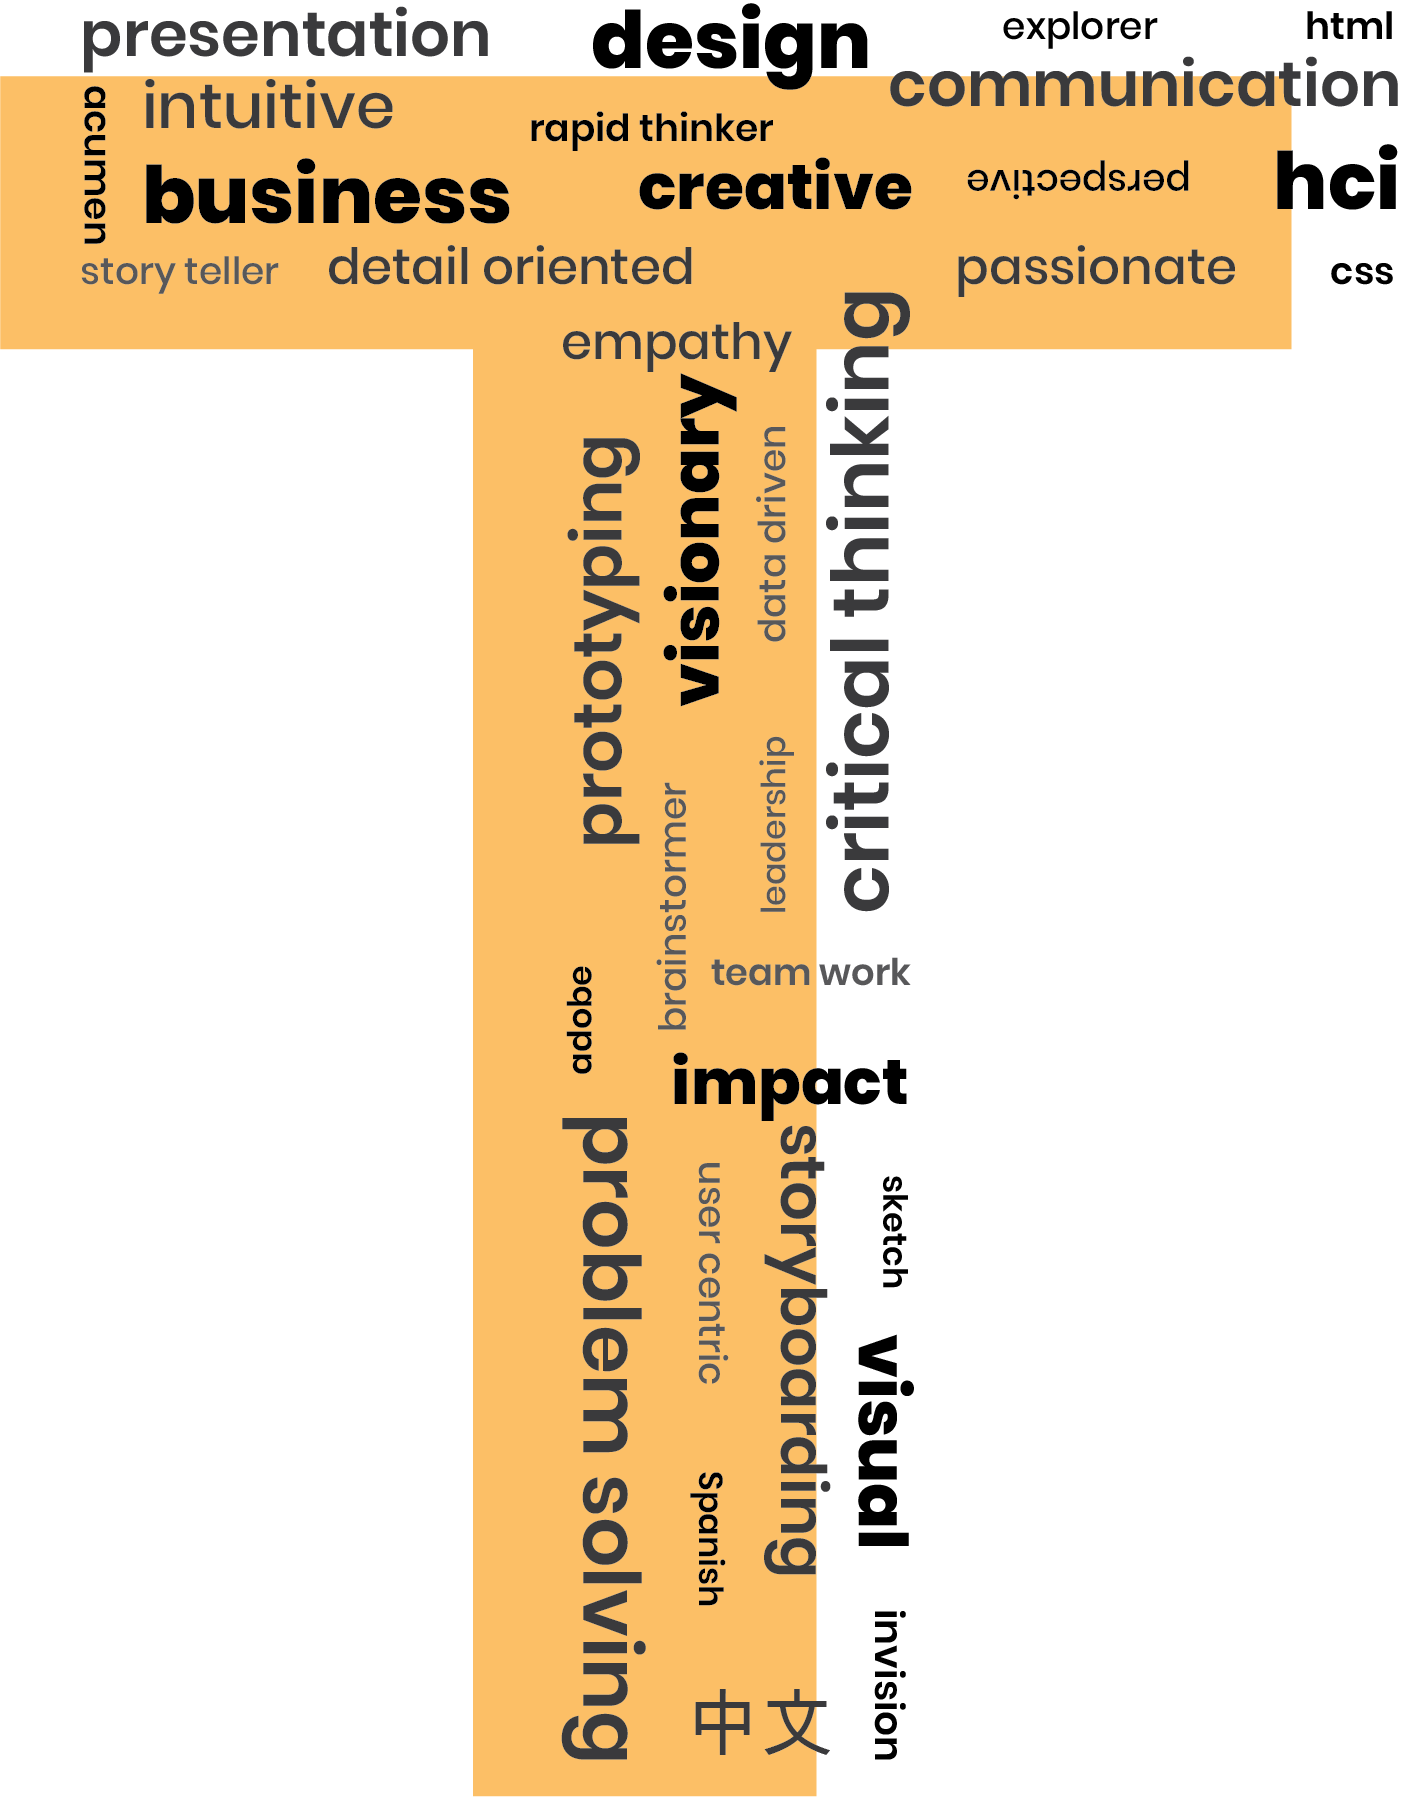 presentation
design
explorer
html
communication
acumen
intuitive
rapid thinker
business
creative
perspective
hci
story teller
detail oriented
passionate
css
empathy
critical thinking
visionary
prototyping
data driven
leadership
brainstormer
team work
adobe
impact
problem solving
user centric
storyboarding
sketch
visual
Spanish
invision
中文